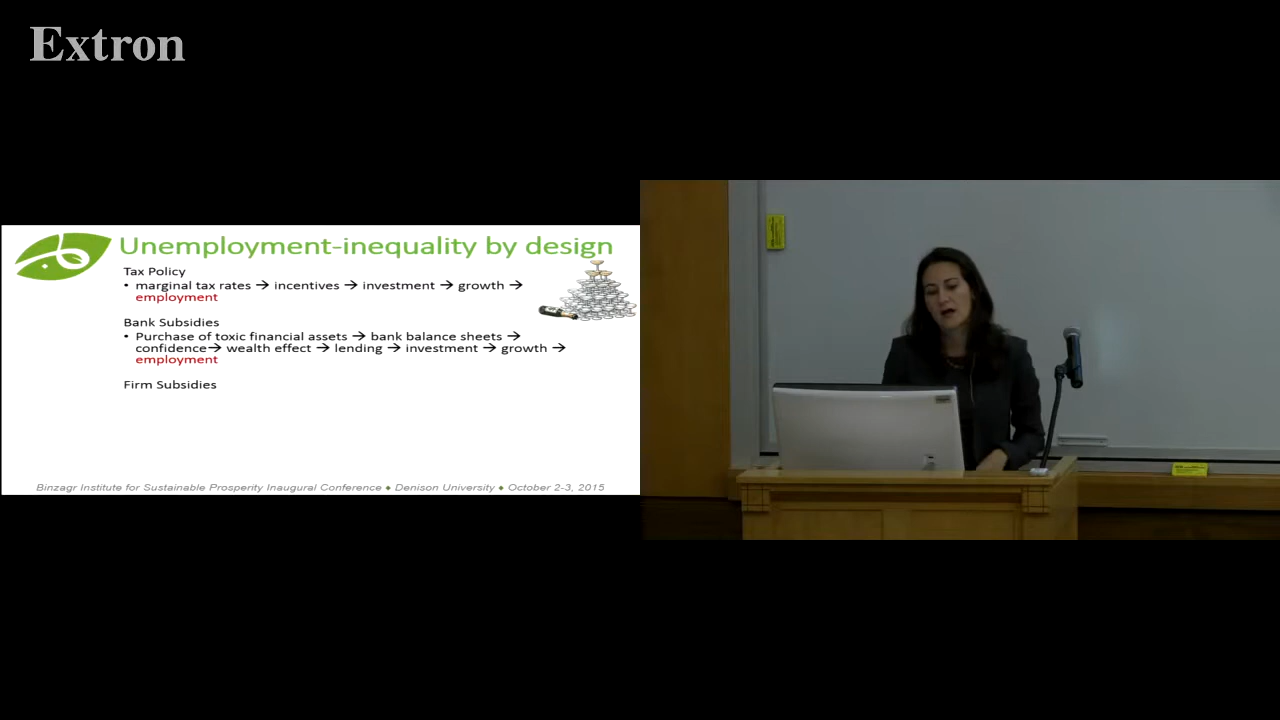 Extron
Unemployment-inequality by design
Tax Policy
• marginal tax rates → incentives → investment → growth →
employment
Bank Subsidies
• Purchase of toxic financial assets → bank balance sheets →
confidence→ wealth effect → lending → investment → growth →
employment
Firm Subsidies
Binzagr Institute for Sustainable Prosperity Inaugural Conference ♦ Denison University ♦ October 2-3, 2015